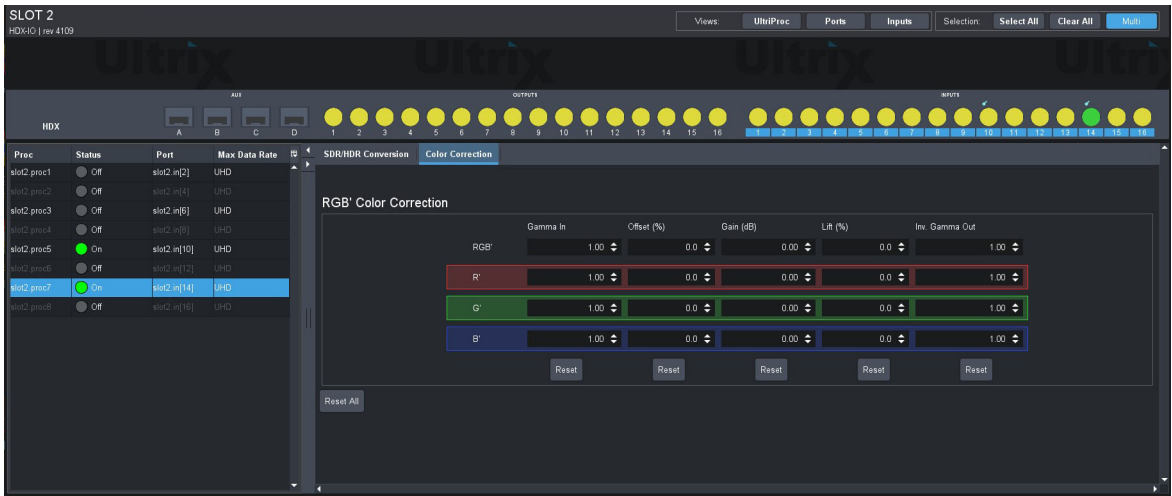 SLOT 2
HDX-IO | rev 4109
Views: UltriProc Ports Inputs Selection: Select All Clear All Multi
Ultrix Ultrix Ultrix Ultri
AUX OUTPUTS INPUTS
HDX
A B C D 1 2 3 4 5 6 7 8 9 10 11 12 13 14 15 16 1 2 3 4 5 6 7 8 9 10 11 12 13 14 15 16
Proc Status Port Max Data Rate
slot2.proc1 Off slot2.in[2] UHD
slot2.proc2 Off slot2.in[4] UHD
slot2.proc3 Off slot2.in[6] UHD
slot2.proc4 Off slot2.in[8] UHD
slot2.proc5 On slot2.in[10] UHD
slot2.proc6 Off slot2.in[12] UHD
slot2.proc7 On slot2.in[14] UHD
slot2.proc8 Off slot2.in[16] UHD
SDR/HDR Conversion Color Correction
RGB' Color Correction
Gamma In Offset (%) Gain (dB) Lift (%) Inv. Gamma Out
RGB' 1.00 0.0 0.00 0.0 1.00
R' 1.00 0.0 0.00 0.0 1.00
G' 1.00 0.0 0.00 0.0 1.00
B' 1.00 0.0 0.00 0.0 1.00
Reset Reset Reset Reset Reset
Reset All